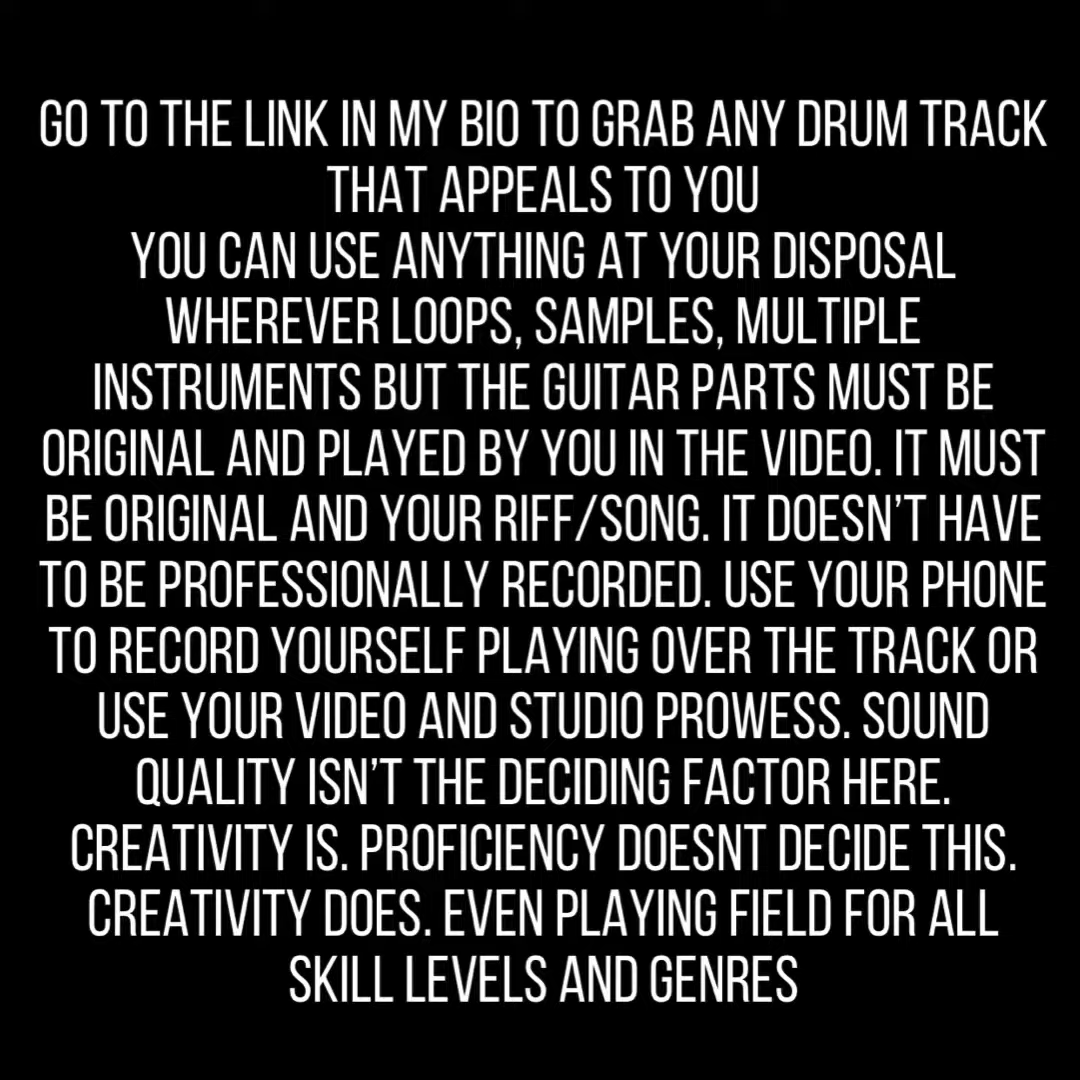 GO TO THE LINK IN MY BIO TO GRAB ANY DRUM TRACK
THAT APPEALS TO YOU
YOU CAN USE ANYTHING AT YOUR DISPOSAL
WHEREVER LOOPS, SAMPLES, MULTIPLE
INSTRUMENTS BUT THE GUITAR PARTS MUST BE
ORIGINAL AND PLAYED BY YOU IN THE VIDEO. IT MUST
BE ORIGINAL AND YOUR RIFF/SONG. IT DOESN’T HAVE
TO BE PROFESSIONALLY RECORDED. USE YOUR PHONE
TO RECORD YOURSELF PLAYING OVER THE TRACK OR
USE YOUR VIDEO AND STUDIO PROWESS. SOUND
QUALITY ISN’T THE DECIDING FACTOR HERE.
CREATIVITY IS. PROFICIENCY DOESNT DECIDE THIS.
CREATIVITY DOES. EVEN PLAYING FIELD FOR ALL
SKILL LEVELS AND GENRES